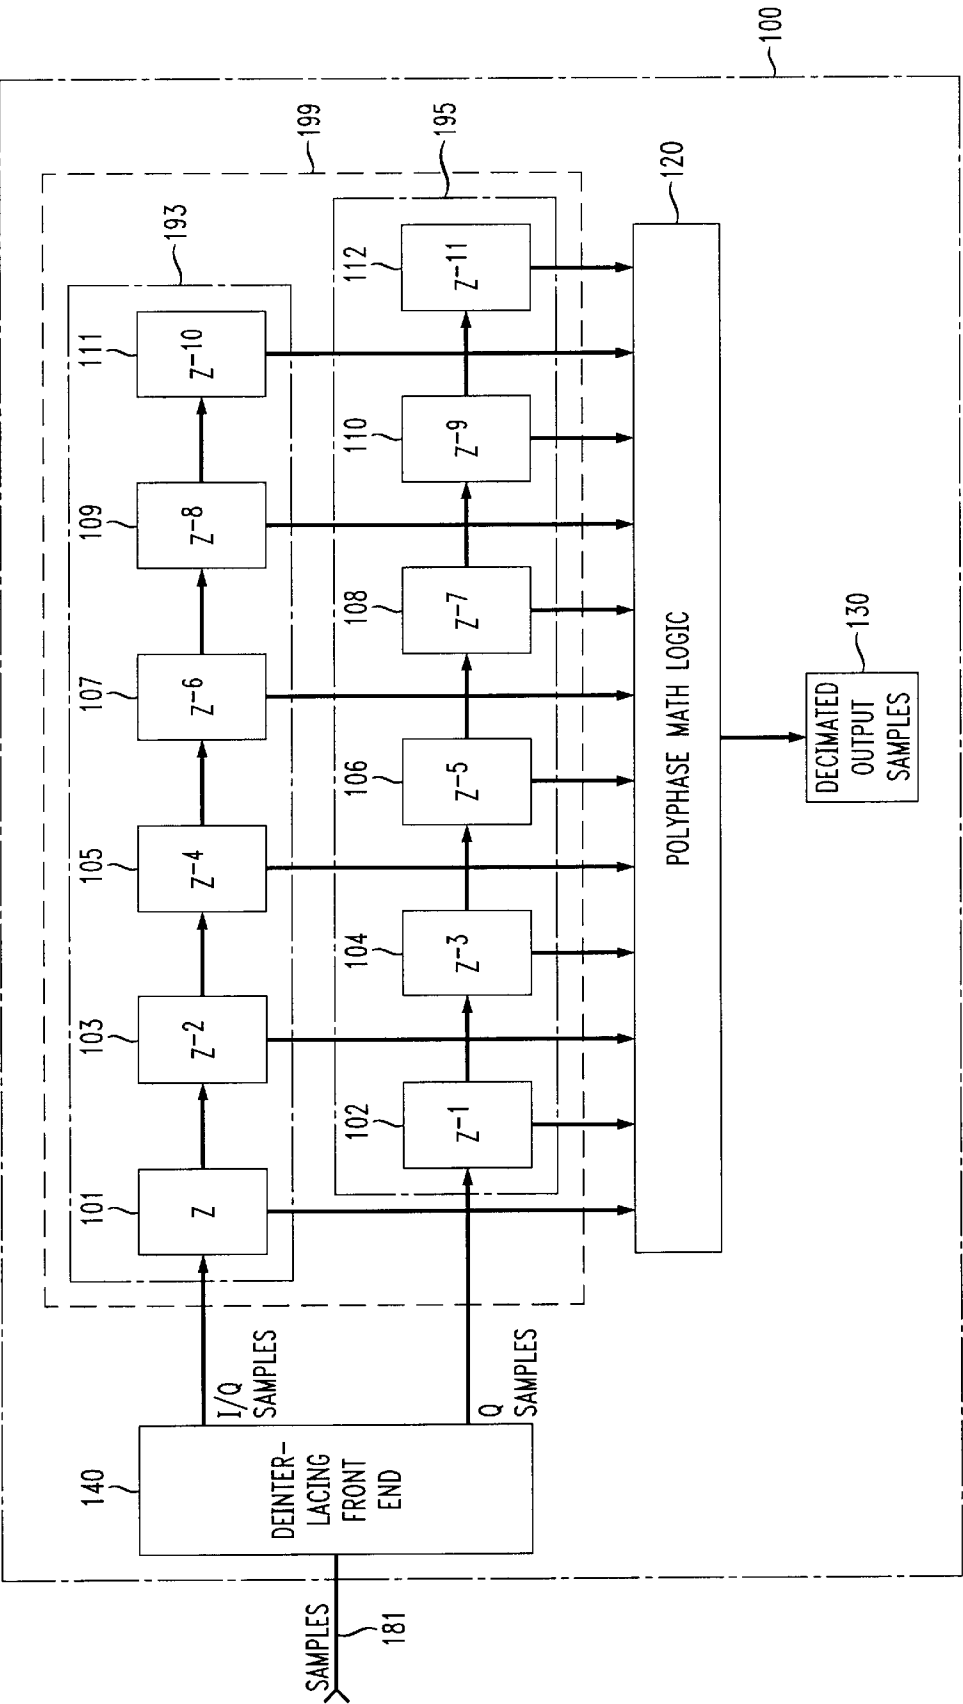 100
199
193
195
111
Z-10
112
Z-11
109
Z-8
110
Z-9
107
Z-6
108
Z-7
105
Z-4
106
Z-5
103
Z-2
104
Z-3
101
Z
102
Z-1
120
POLYPHASE MATH LOGIC
130
DECIMATED
OUTPUT
SAMPLES
140
DEINTER-
LACING
FRONT
END
I/Q
SAMPLES
Q
SAMPLES
SAMPLES
181